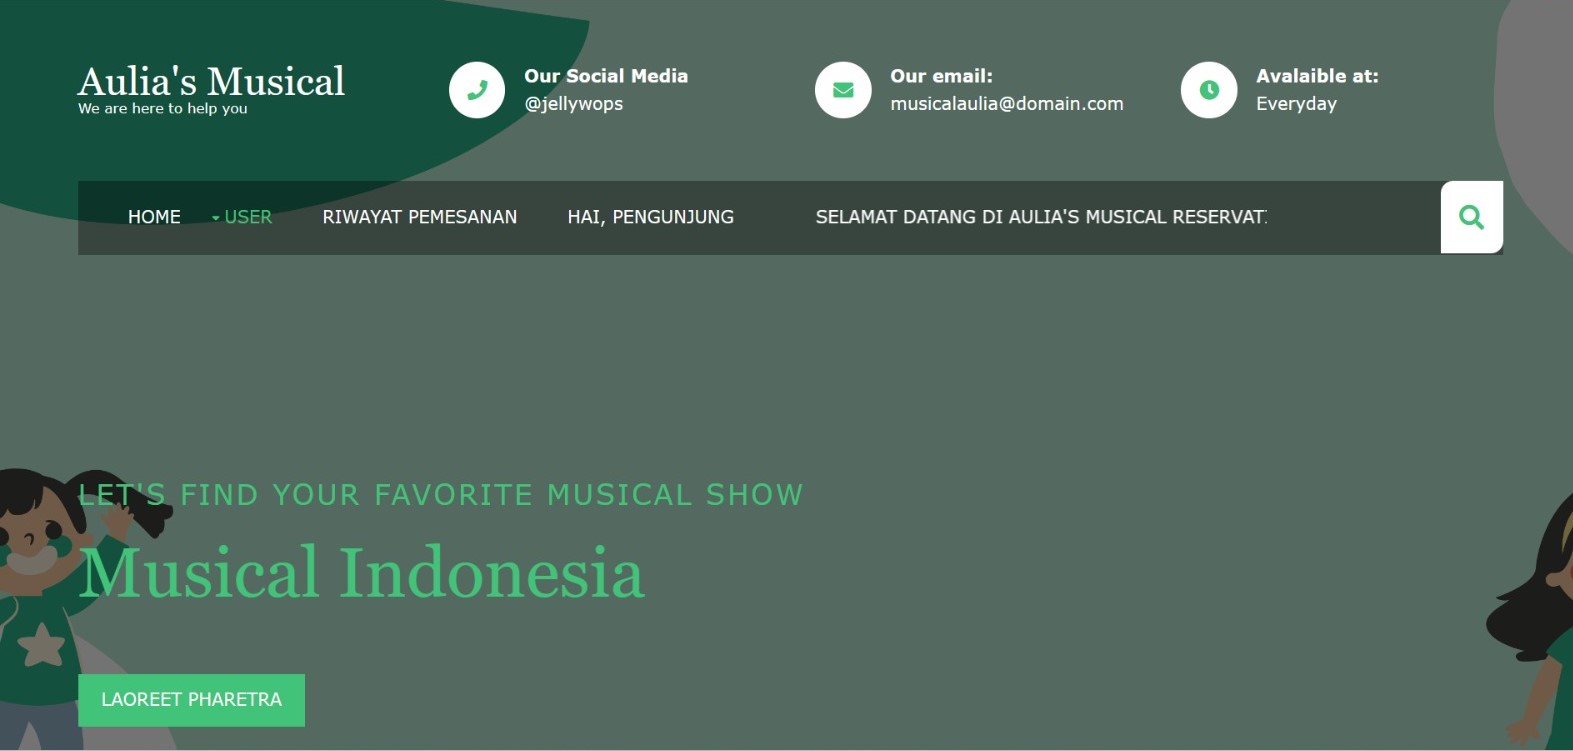 Aulia's Musical
We are here to help you
Our Social Media
@jellywops
Our email:
musicalaulia@domain.com
Avalaible at:
Everyday
HOME
USER
RIWAYAT PEMESANAN
HAI, PENGUNJUNG
SELAMAT DATANG DI AULIA'S MUSICAL
LET'S FIND YOUR FAVORITE MUSICAL SHOW
Musical Indonesia
LAOREET PHARETRA